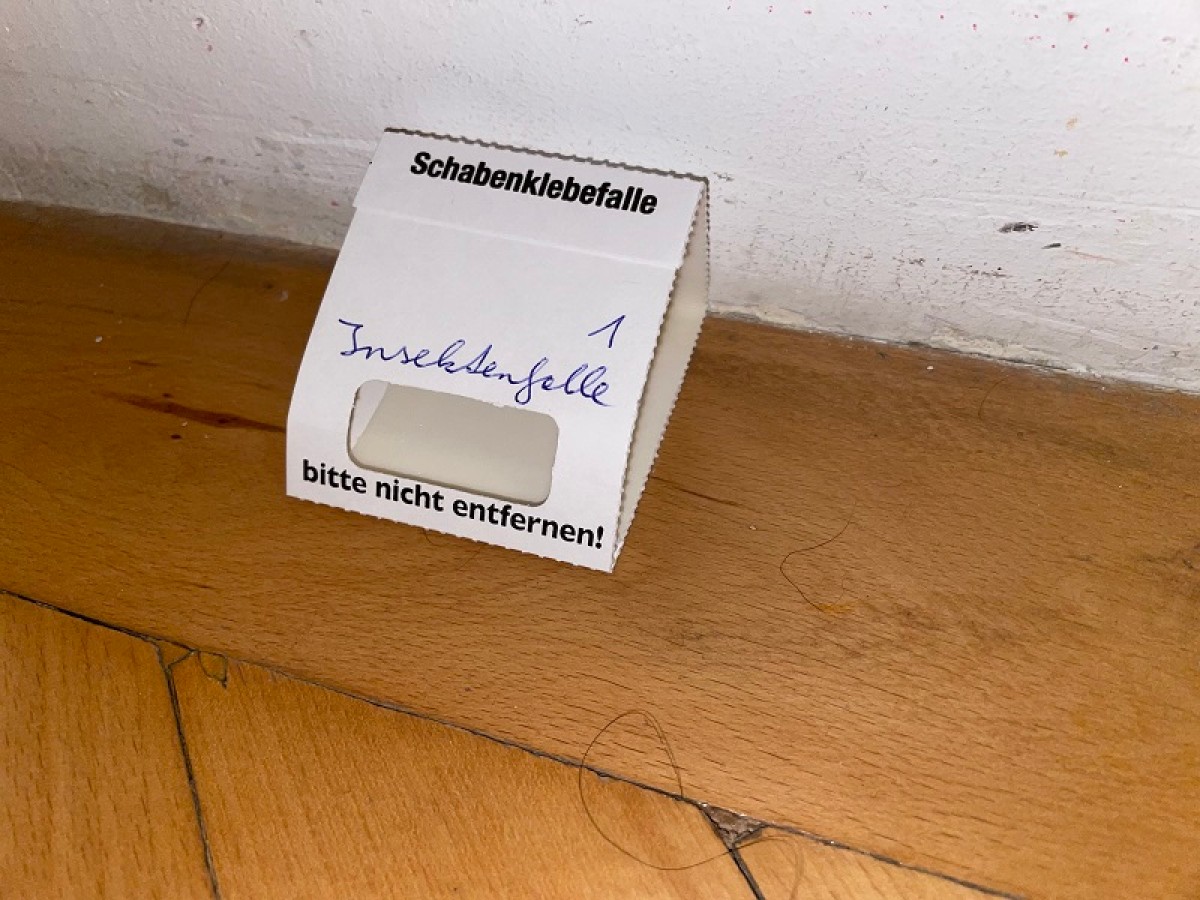 Schabenklebefalle
1
Insektenfalle
bitte nicht entfernen!